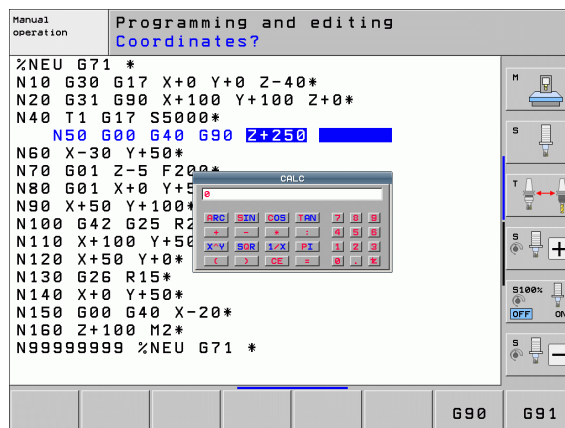 Manual
operation
Programming and editing
Coordinates?
%NEU G71 *
N10 G30 G17 X+0 Y+0 Z-40*
N20 G31 G90 X+100 Y+100 Z+0*
N40 T1 G17 S5000*
N50 G00 G40 G90 Z+250
N60 X-30 Y+50*
N70 G01 Z-5 F200*
N80 G01 X+0 Y+5
N90 X+50 Y+100*
N100 G42 G25 R2
N110 X+100 Y+50
N120 X+50 Y+0*
N130 G26 R15*
N140 X+0 Y+50*
N150 G00 G40 X-20*
N160 Z+100 M2*
N99999999 %NEU G71 *
CALC
0
ARC SIN COS TAN 7 8 9
+ - * : 4 5 6
X^Y SQR 1/X PI 1 2 3
( ) CE = 0 . ±
M
S
T
S
+
S100%
OFF ON
S
-
G90 G91